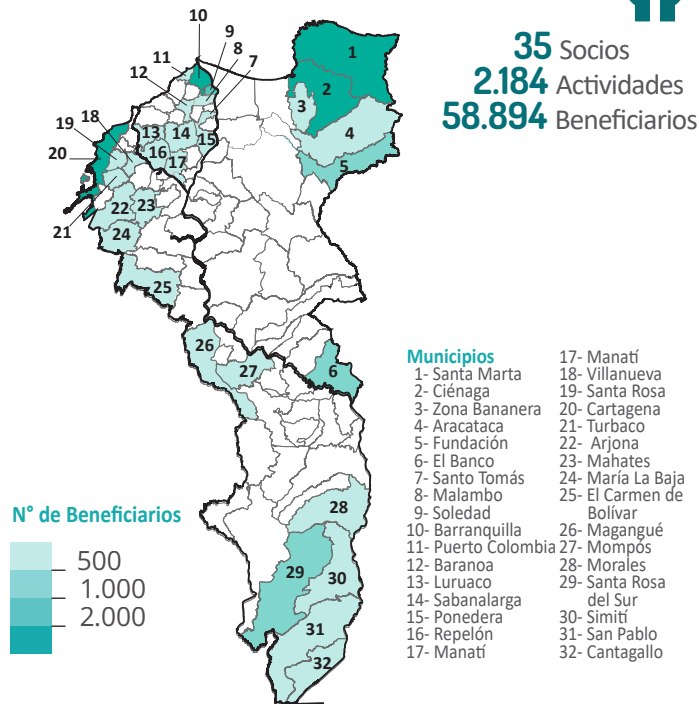 35 Socios
2.184 Actividades
58.894 Beneficiarios
10
9
8
7
11
12
18
19
20
21
1
2
3
4
5
13
14
15
16
17
22
23
24
25
26
27
6
28
29
30
31
32
N° de Beneficiarios
500
1.000
2.000
Municipios
1- Santa Marta
2- Ciénaga
3- Zona Bananera
4- Aracataca
5- Fundación
6- El Banco
7- Santo Tomás
8- Malambo
9- Soledad
10- Barranquilla
11- Puerto Colombia
12- Baranoa
13- Luruaco
14- Sabanalarga
15- Ponedera
16- Repelón
17- Manatí
17- Manatí
18- Villanueva
19- Santa Rosa
20- Cartagena
21- Turbaco
22- Arjona
23- Mahates
24- María La Baja
25- El Carmen de
Bolívar
26- Magangué
27- Mompós
28- Morales
29- Santa Rosa
del Sur
30- Simití
31- San Pablo
32- Cantagallo